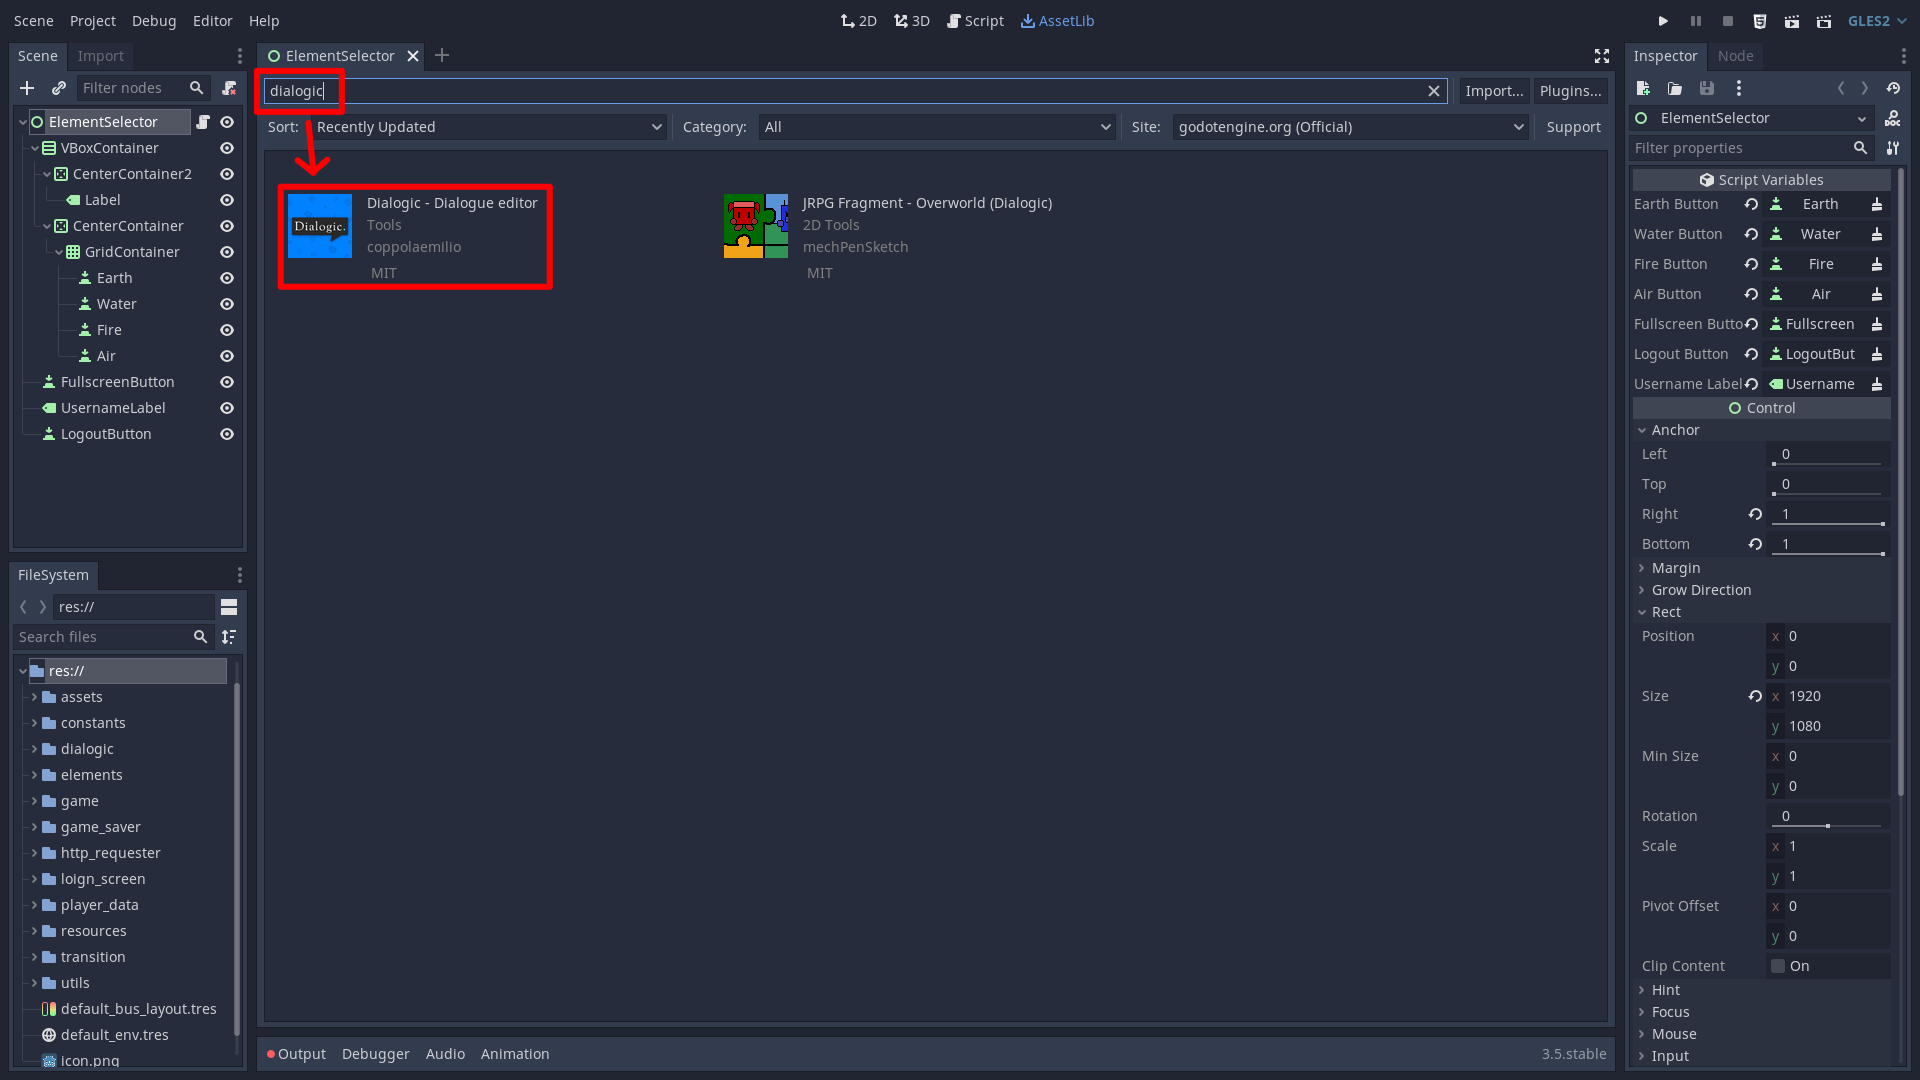 Scene Project Debug Editor Help
2D 3D Script AssetLib
GLES2
Scene Import
Filter nodes
ElementSelector
VBoxContainer
CenterContainer2
Label
CenterContainer
GridContainer
Earth
Water
Fire
Air
FullscreenButton
UsernameLabel
LogoutButton
FileSystem
res://
Search files
res://
assets
constants
dialogic
elements
game
game_saver
http_requester
loign_screen
player_data
resources
transition
utils
default_bus_layout.tres
default_env.tres
icon.png
ElementSelector
dialogic
Import... Plugins...
Sort: Recently Updated Category: All Site: godotengine.org (Official) Support
Dialogic.
Dialogic - Dialogue editor
Tools
coppolaemilio
MIT
JRPG Fragment - Overworld (Dialogic)
2D Tools
mechPenSketch
MIT
Output Debugger Audio Animation 3.5.stable
Inspector Node
ElementSelector
Filter properties
Script Variables
Earth Button Earth
Water Button Water
Fire Button Fire
Air Button Air
Fullscreen Butto Fullscreen
Logout Button LogoutBut
Username Label Username
Control
Anchor
Left 0
Top 0
Right 1
Bottom 1
Margin
Grow Direction
Rect
Position x 0
y 0
Size x 1920
y 1080
Min Size x 0
y 0
Rotation 0
Scale x 1
y 1
Pivot Offset x 0
y 0
Clip Content On
Hint
Focus
Mouse
Input